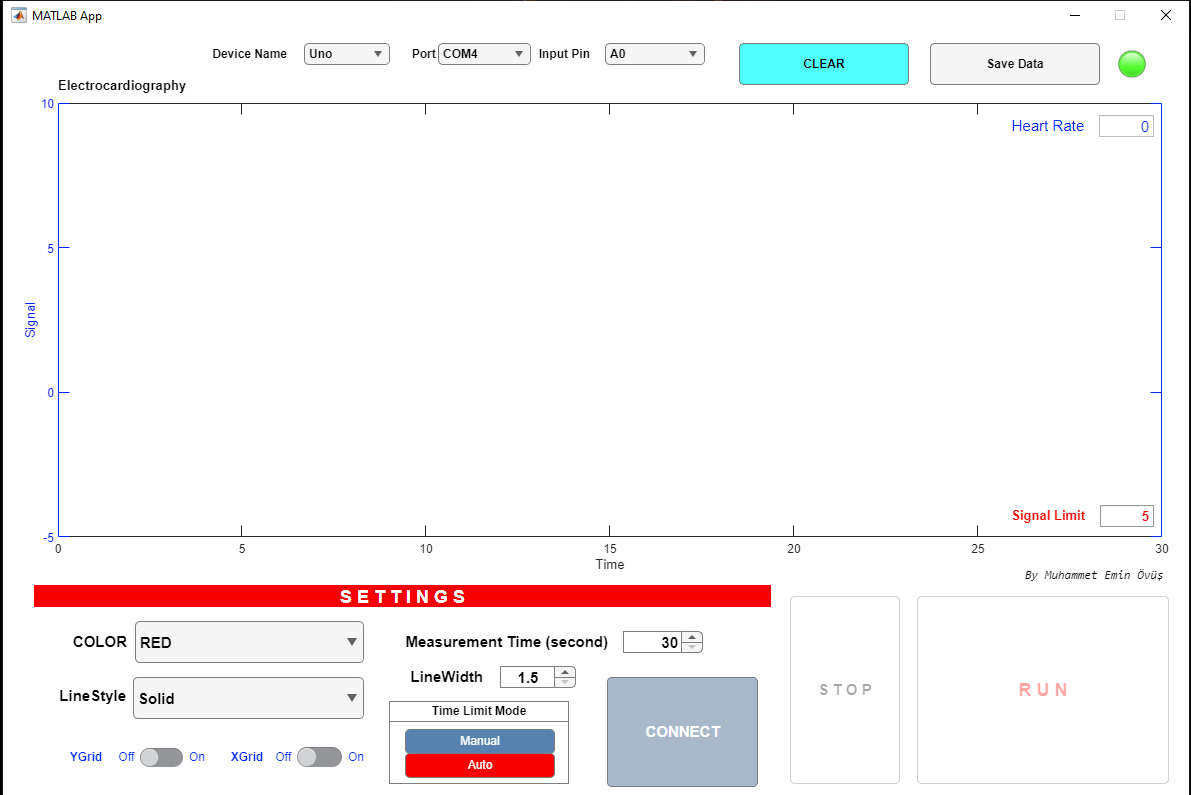 MATLAB App
Device Name Uno Port COM4 Input Pin A0 CLEAR Save Data
Electrocardiography
Heart Rate 0
10
5
0
-5
Signal
Signal Limit 5
0 5 10 15 20 25 30
Time
By Muhammet Emin Övüş
SETTINGS
COLOR RED
LineStyle Solid
YGrid Off On XGrid Off On
Measurement Time (second) 30
LineWidth 1.5
Time Limit Mode
Manual
Auto
CONNECT
STOP
RUN